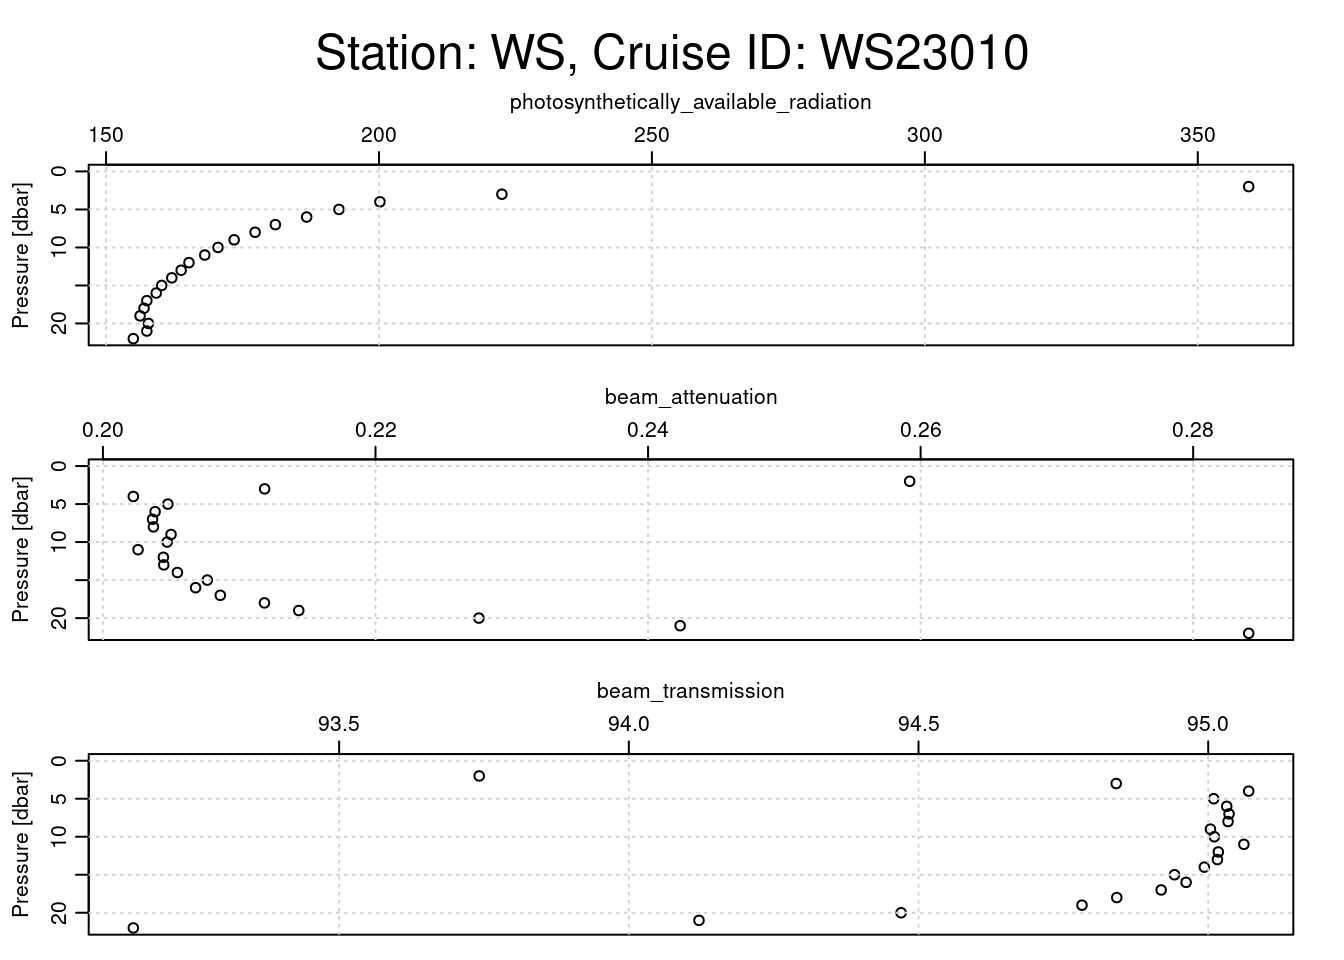 Station: WS, Cruise ID: WS23010
photosynthetically_available_radiation
150 200 250 300 350
Pressure [dbar]
0
5
10
20
beam_attenuation
0.20 0.22 0.24 0.26 0.28
Pressure [dbar]
0
5
10
20
beam_transmission
93.5 94.0 94.5 95.0
Pressure [dbar]
0
5
10
20